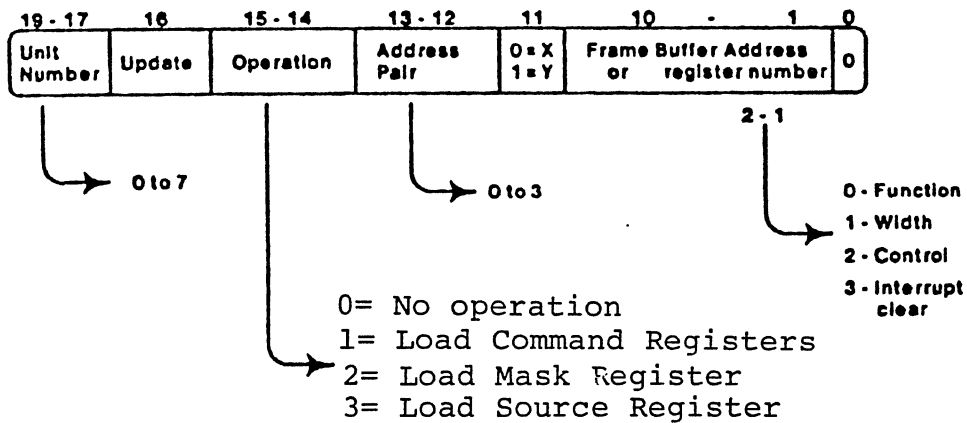 19 - 17 16 15 - 14 13 - 12 11 10 - 1 0
Unit Number
Update
Operation
Address Pair
0 = X
1 = Y
Frame Buffer Address
or register number
0
2 - 1
0 to 7
0 to 3
0 - Function
1 - Width
2 - Control
3 - Interrupt
clear
0= No operation
1= Load Command Registers
2= Load Mask Register
3= Load Source Register